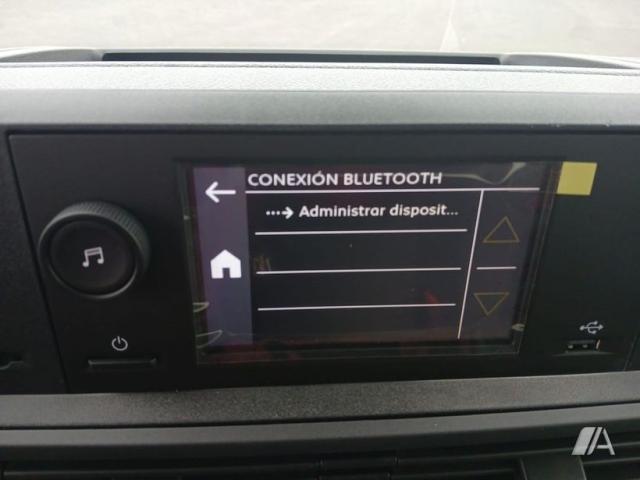 CONEXIÓN BLUETOOTH
Administrar disposit...